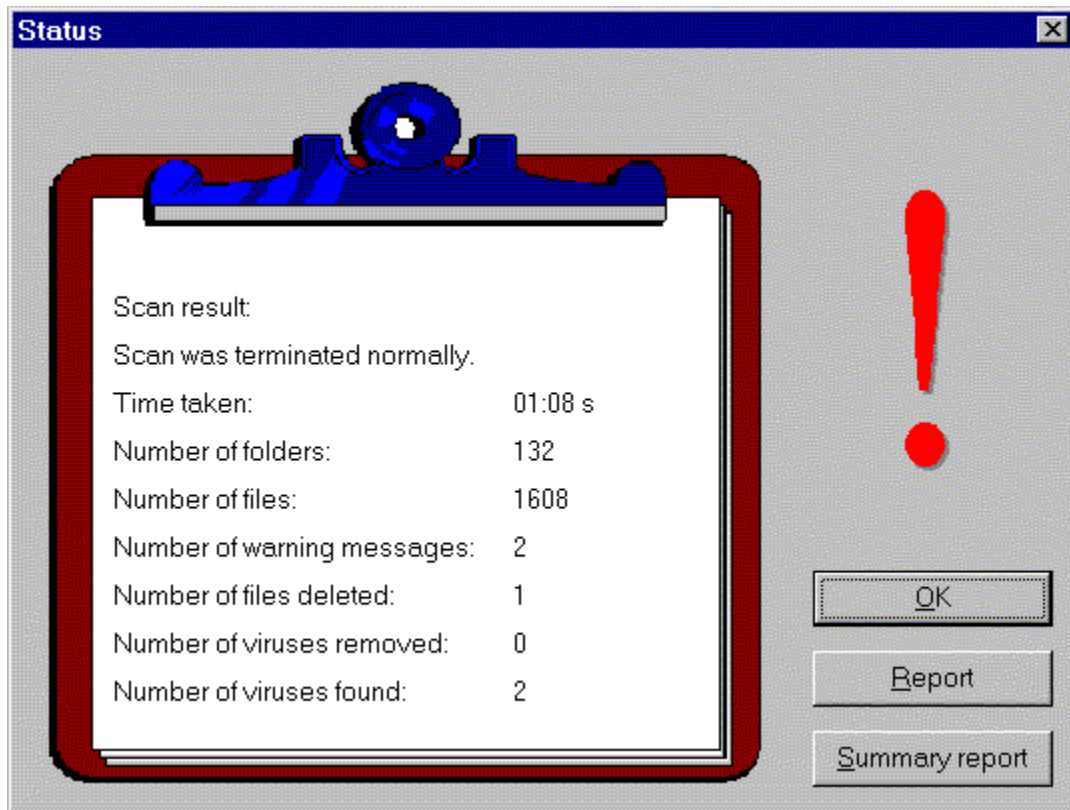 Status
Scan result:
Scan was terminated normally.
Time taken: 01:08 s
Number of folders: 132
Number of files: 1608
Number of warning messages: 2
Number of files deleted: 1
Number of viruses removed: 0
Number of viruses found: 2
OK
Report
Summary report